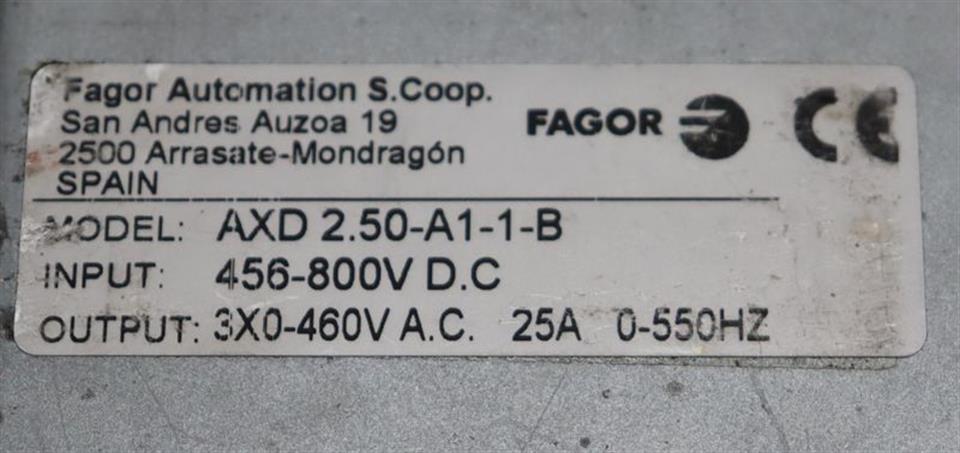 Fagor Automation S.Coop.
San Andres Auzoa 19
2500 Arrasate-Mondragón
SPAIN
FAGOR CE
MODEL: AXD 2.50-A1-1-B
INPUT: 456-800V D.C
OUTPUT: 3X0-460V A.C. 25A 0-550HZ